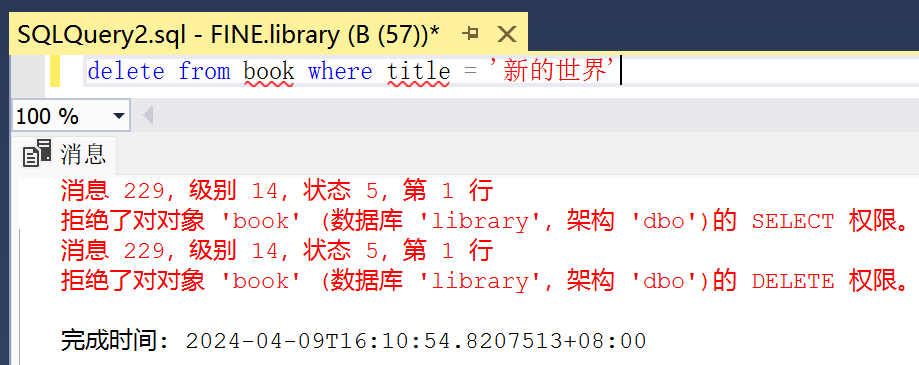 SQLQuery2.sql - FINE.library (B (57))*
delete from book where title = '新的世界'
100 %
消息
消息 229，级别 14，状态 5，第 1 行
拒绝了对对象 'book' (数据库 'library'，架构 'dbo')的 SELECT 权限。
消息 229，级别 14，状态 5，第 1 行
拒绝了对对象 'book' (数据库 'library'，架构 'dbo')的 DELETE 权限。
完成时间: 2024-04-09T16:10:54.8207513+08:00